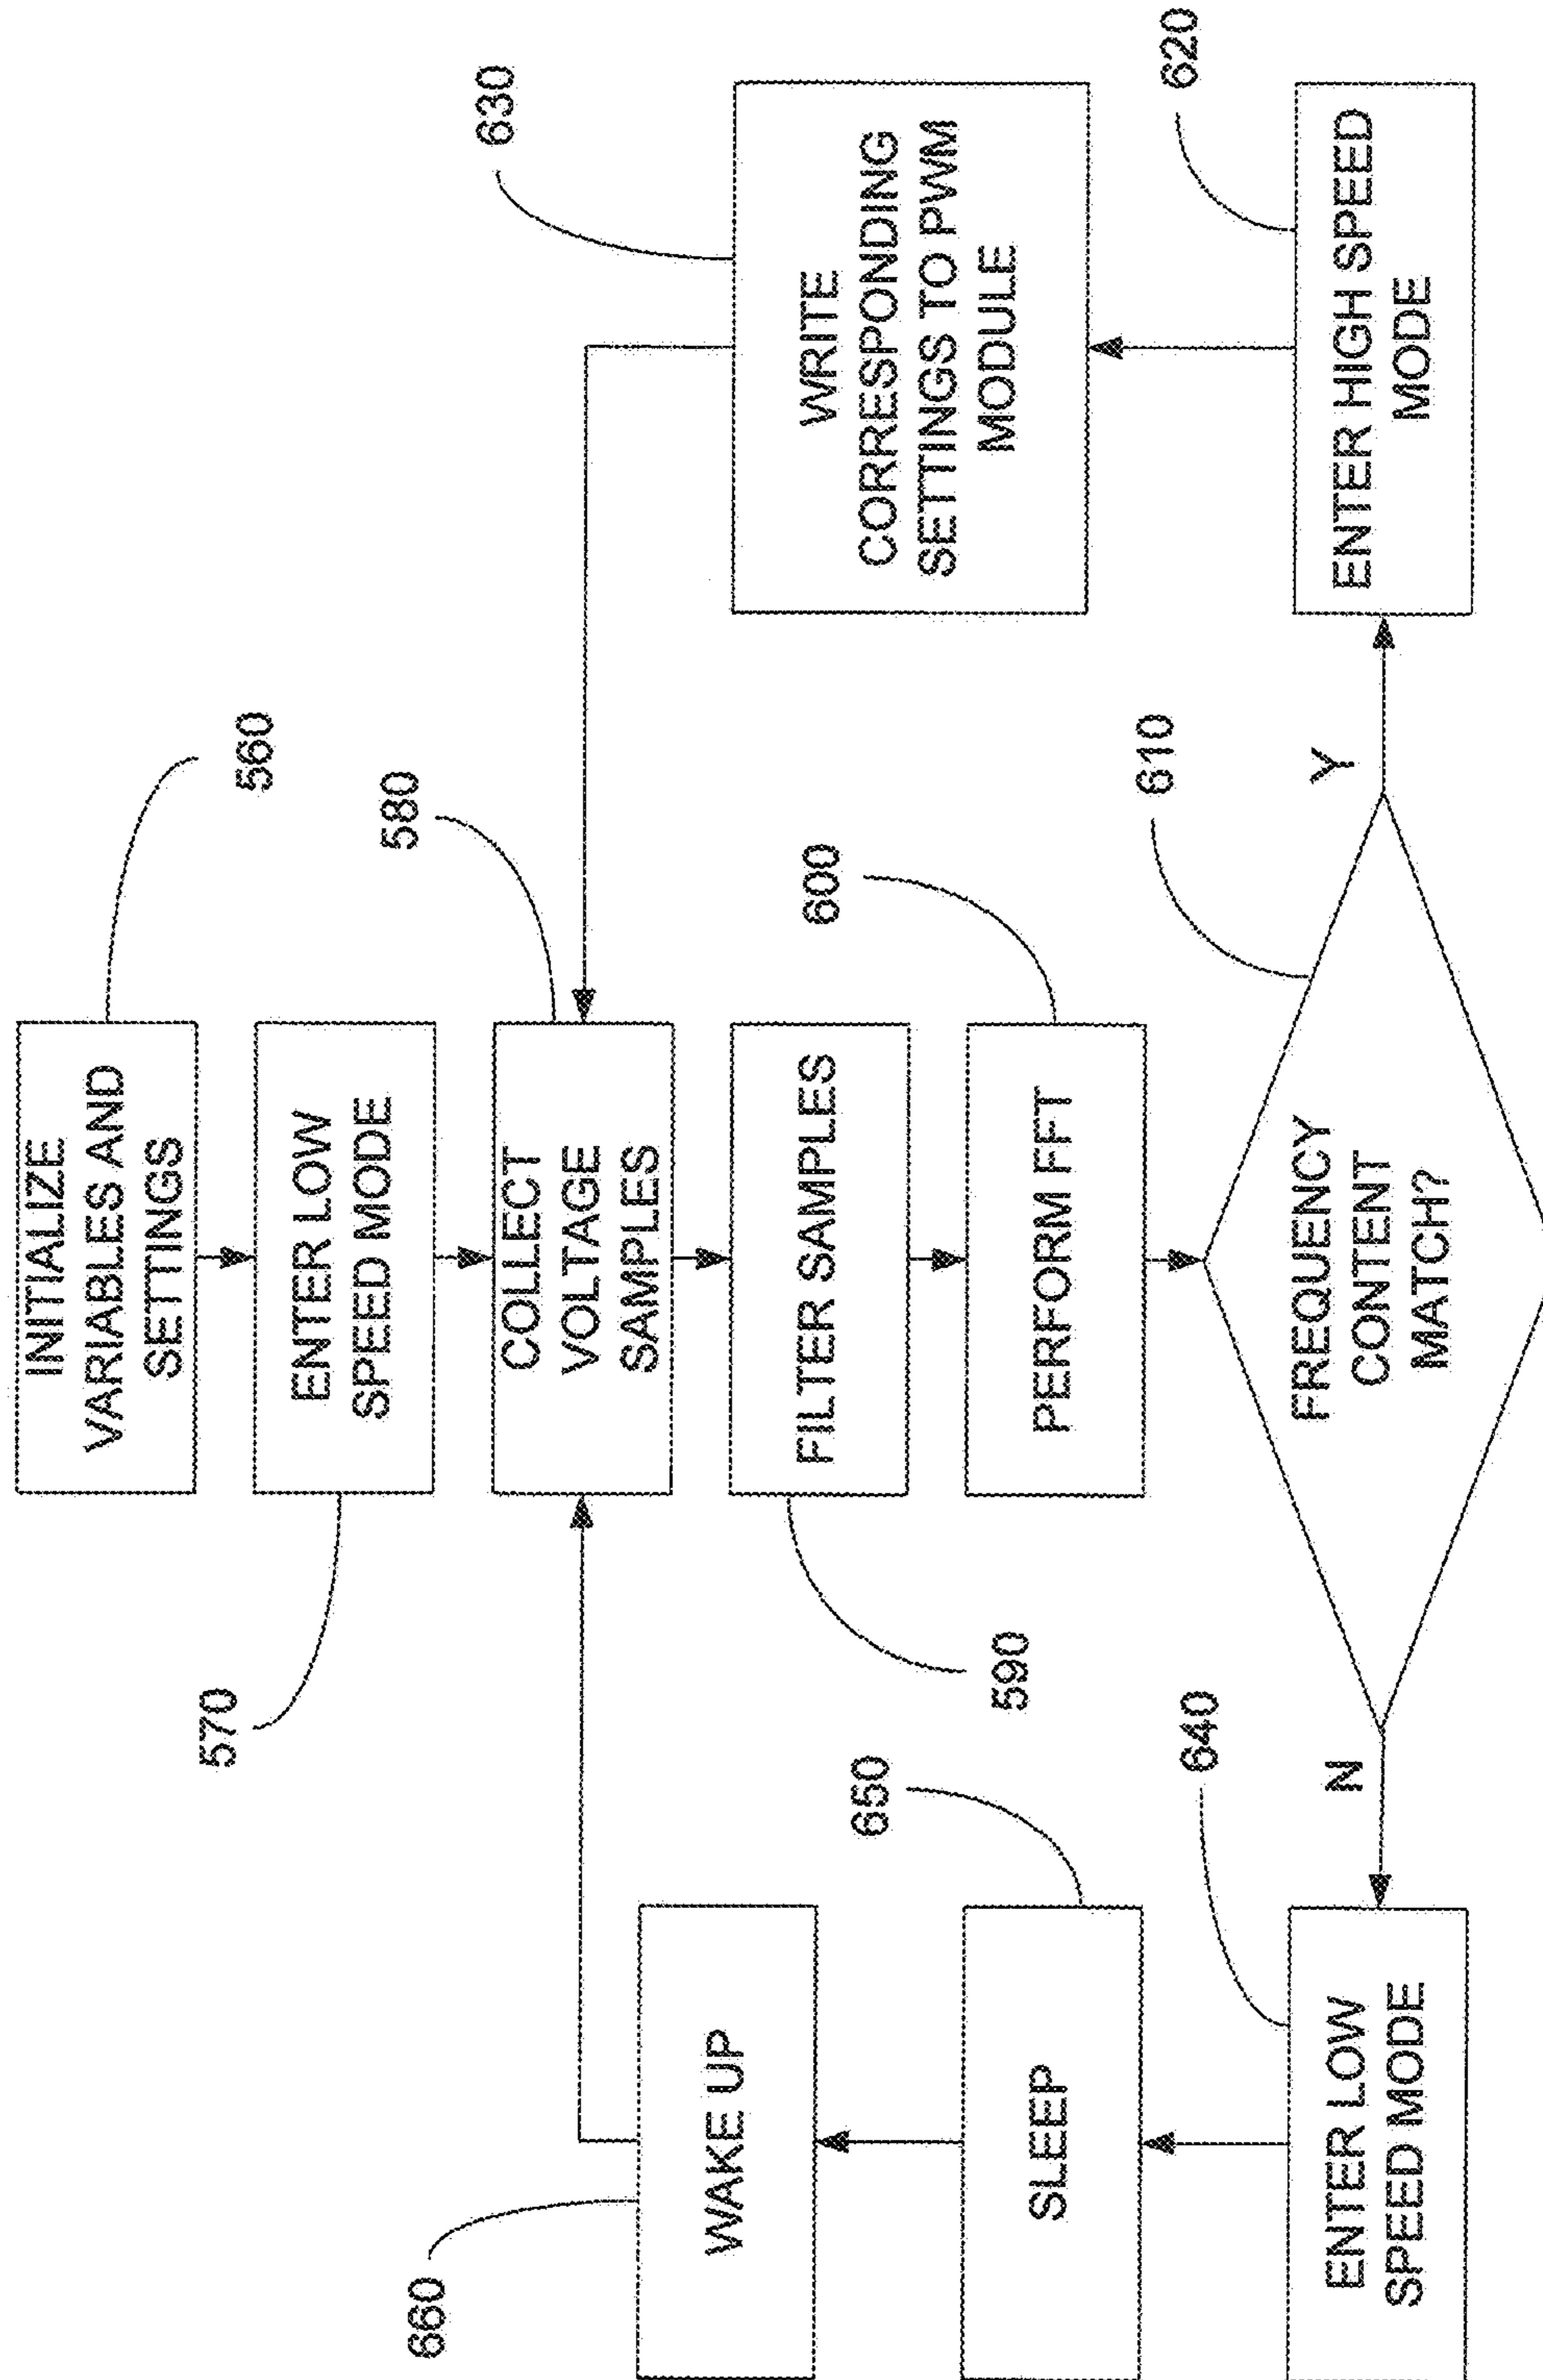 INITIALIZE
VARIABLES AND
SETTINGS
560
ENTER LOW
SPEED MODE
570
COLLECT
VOLTAGE
SAMPLES
580
FILTER SAMPLES
590
PERFORM FFT
600
FREQUENCY
CONTENT
MATCH?
610
Y
ENTER HIGH SPEED
MODE
620
WRITE
CORRESPONDING
SETTINGS TO PWM
MODULE
630
N
ENTER LOW
SPEED MODE
640
SLEEP
650
WAKE UP
660